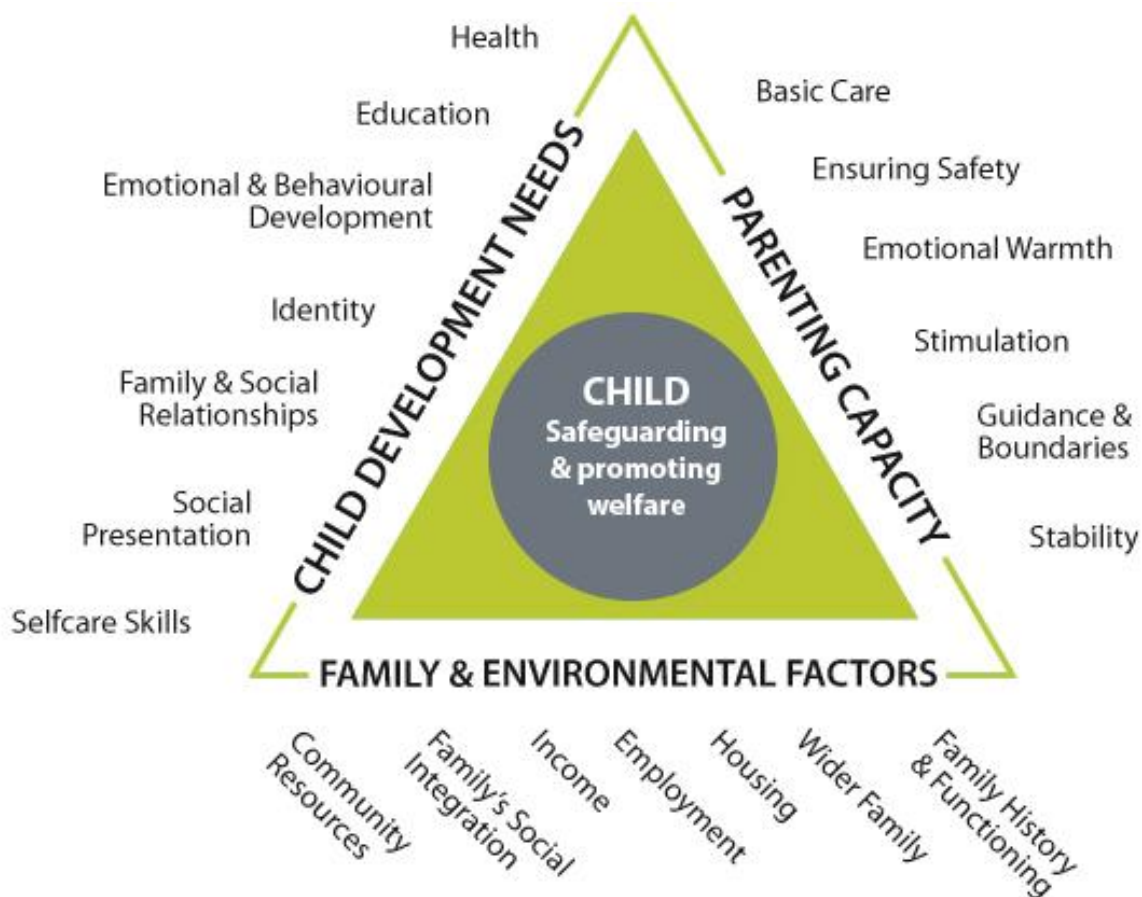 Health
Education
Emotional & Behavioural
Development
Identity
Family & Social
Relationships
Social
Presentation
Selfcare Skills
CHILD DEVELOPMENT NEEDS
CHILD
Safeguarding
& promoting
welfare
PARENTING CAPACITY
Basic Care
Ensuring Safety
Emotional Warmth
Stimulation
Guidance &
Boundaries
Stability
FAMILY & ENVIRONMENTAL FACTORS
Community
Resources
Family's Social
Integration
Income
Employment
Housing
Wider Family
Family History
& Functioning